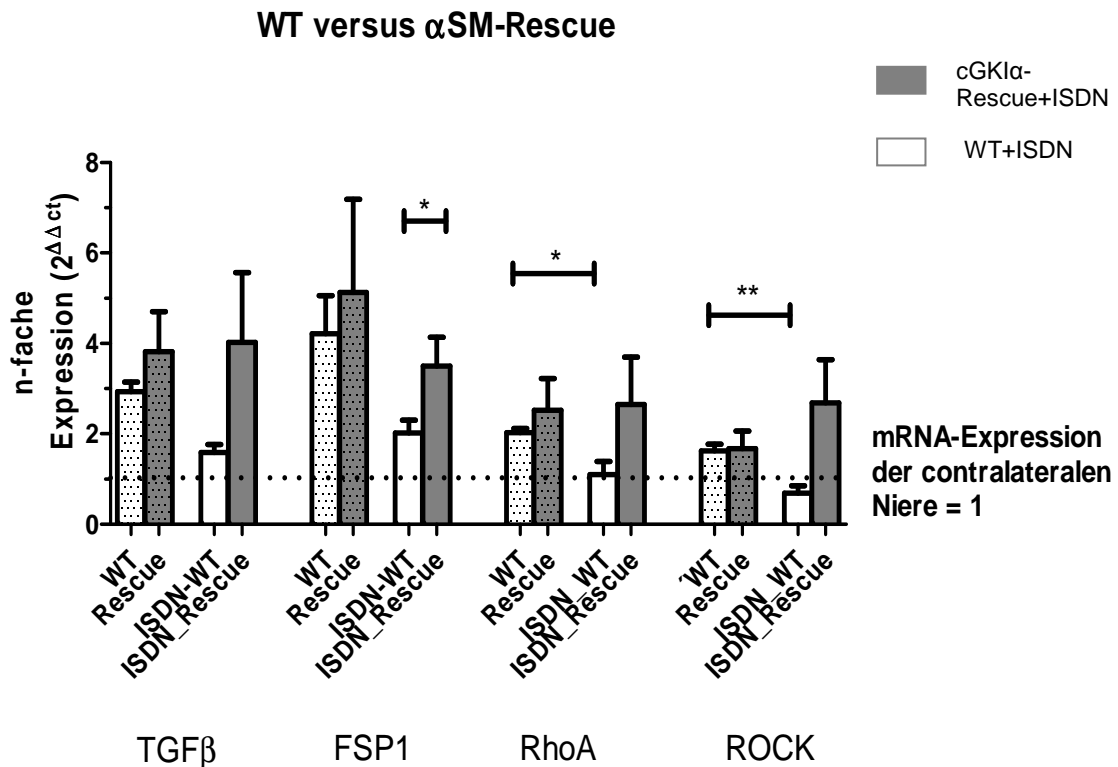 WT versus αSM-Rescue
cGKIα-
Rescue+ISDN
WT+ISDN
n-fache
Expression (2^ΔΔct)
8
6
4
2
0
*
*
**
mRNA-Expression
der contralateralen
Niere = 1
WT
Rescue
ISDN-WT
ISDN_Rescue
WT
Rescue
ISDN-WT
ISDN_Rescue
WT
Rescue
ISPN_WT
ISDN_Rescue
´WT
Rescue
ISDN_WT
ISDN_Rescue
TGFβ
FSP1
RhoA
ROCK